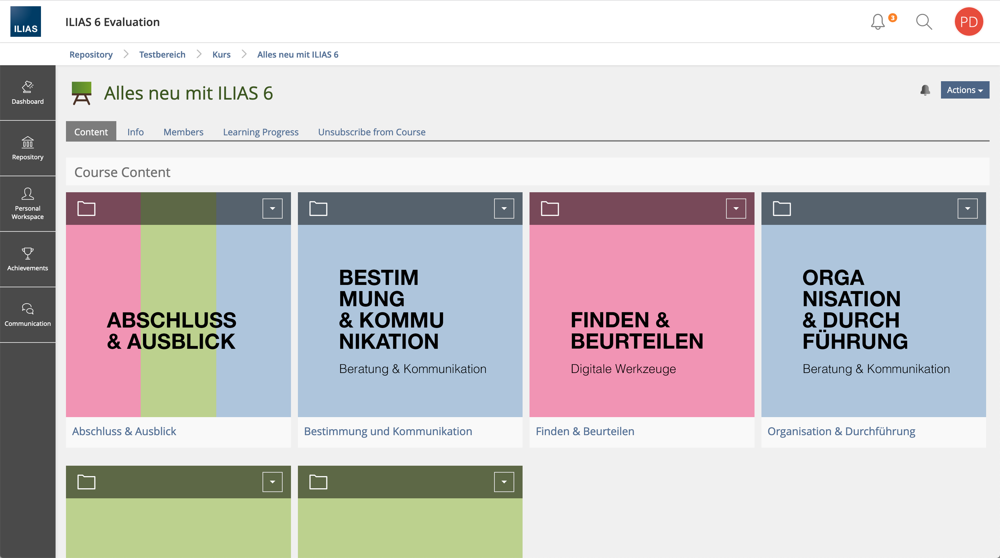 ILIAS
ILIAS 6 Evaluation
3
PD
Repository
Testbereich
Kurs
Alles neu mit ILIAS 6
Dashboard
Repository
Personal
Workspace
Achievements
Communication
Alles neu mit ILIAS 6
Actions
Content
Info
Members
Learning Progress
Unsubscribe from Course
Course Content
ABSCHLUSS
& AUSBLICK
Abschluss & Ausblick
BESTIM
MUNG
& KOMMU
NIKATION
Beratung & Kommunikation
Bestimmung und Kommunikation
FINDEN &
BEURTEILEN
Digitale Werkzeuge
Finden & Beurteilen
ORGA
NISATION
& DURCH
FÜHRUNG
Beratung & Kommunikation
Organisation & Durchführung